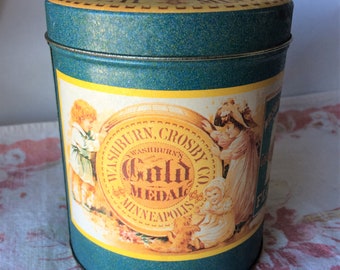 WASHBURN, CROSBY CO.
WASHBURN'S
Gold
MEDAL
MINNEAPOLIS